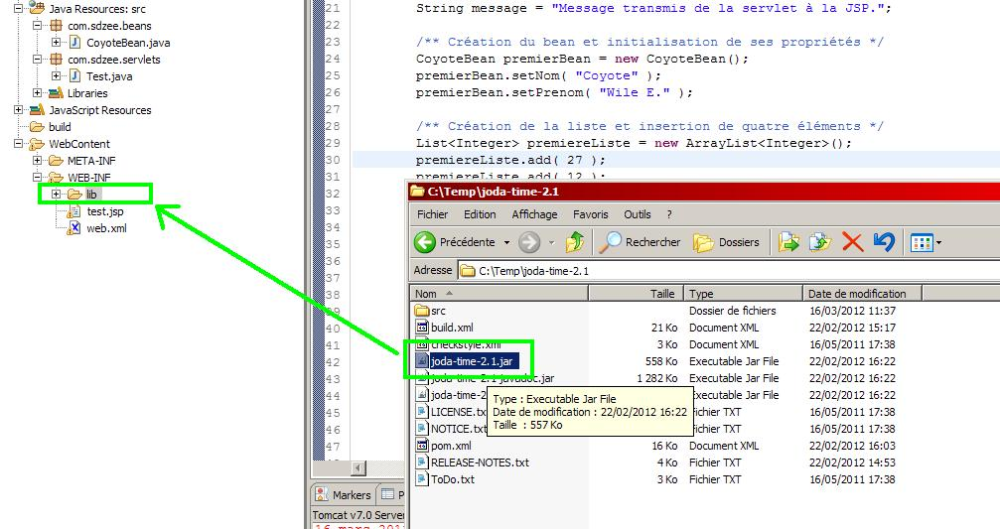 Java Resources: src
com.sdzee.beans
CoyoteBean.java
com.sdzee.servlets
Test.java
Libraries
JavaScript Resources
build
WebContent
META-INF
WEB-INF
lib
test.jsp
web.xml
21 String message = "Message transmis de la servlet à la JSP.";
22
23 /** Création du bean et initialisation de ses propriétés */
24 CoyoteBean premierBean = new CoyoteBean();
25 premierBean.setNom( "Coyote" );
26 premierBean.setPrenom( "Wile E." );
27
28 /** Création de la liste et insertion de quatre éléments */
29 List<Integer> premiereListe = new ArrayList<Integer>();
30 premiereListe.add( 27 );
31 premiereListe.add( 12 );
32
33
34
35
36
37
38
39
40
41
42
43
44
45
46
47
C:\Temp\joda-time-2.1
Fichier Edition Affichage Favoris Outils ?
Précédente Rechercher Dossiers
Adresse C:\Temp\joda-time-2.1
Nom Taille Type Date de modification
src Dossier de fichiers 16/03/2012 11:37
build.xml 21 Ko Document XML 22/02/2012 15:17
checkstyle.xml 3 Ko Document XML 16/05/2011 17:38
joda-time-2.1.jar 558 Ko Executable Jar File 22/02/2012 16:22
joda-time-2.1-javadoc.jar 1 282 Ko Executable Jar File 22/02/2012 16:22
joda-time-2 xecutable Jar File 22/02/2012 16:22
LICENSE.tx ichier TXT 16/05/2011 17:38
NOTICE.txt ichier TXT 16/05/2011 17:38
pom.xml 16 Ko Document XML 22/02/2012 16:03
RELEASE-NOTES.txt 4 Ko Fichier TXT 22/02/2012 14:53
ToDo.txt 3 Ko Fichier TXT 16/05/2011 17:38
Type : Executable Jar File
Date de modification : 22/02/2012 16:22
Taille : 557 Ko
Markers P
Tomcat v7.0 Server
16 mars 201